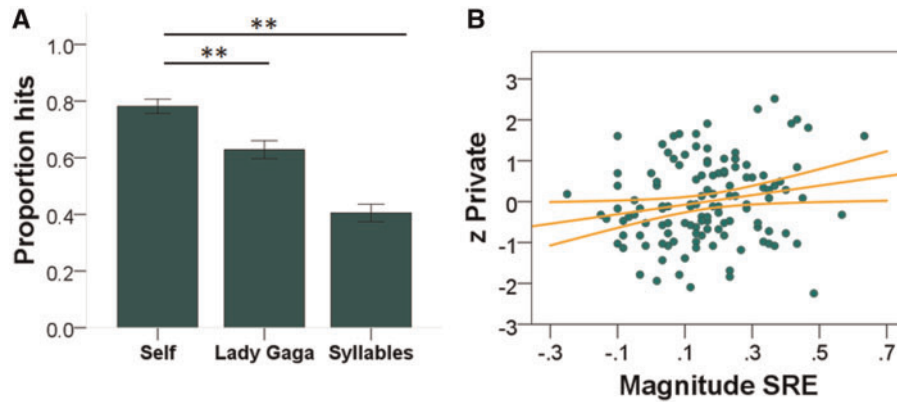 A
**
**
Proportion hits
1.0
0.8
0.6
0.4
0.2
0.0
Self Lady Gaga Syllables
B
z Private
3
2
1
0
-1
-2
-3
-.3 -.1 .1 .3 .5 .7
Magnitude SRE